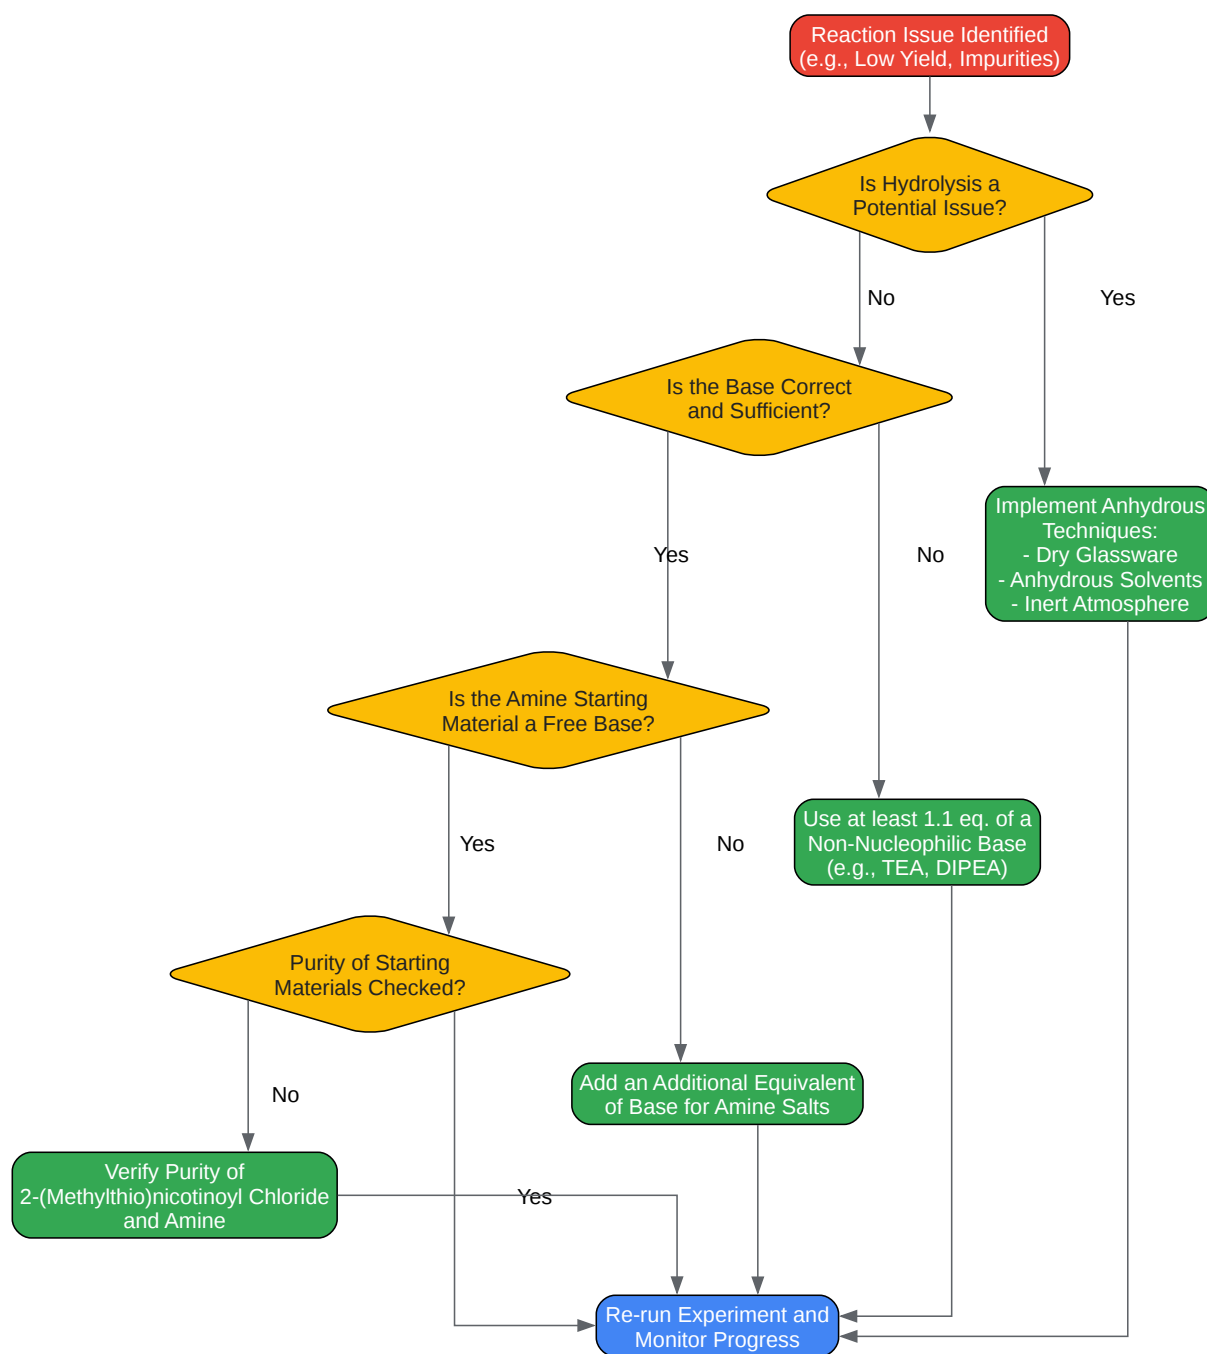 Reaction Issue Identified
(e.g., Low Yield, Impurities)
Is Hydrolysis a
Potential Issue?
No
Yes
Is the Base Correct
and Sufficient?
Implement Anhydrous
Techniques:
- Dry Glassware
- Anhydrous Solvents
- Inert Atmosphere
Yes
No
Is the Amine Starting
Material a Free Base?
Use at least 1.1 eq. of a
Non-Nucleophilic Base
(e.g., TEA, DIPEA)
Yes
No
Purity of Starting
Materials Checked?
Add an Additional Equivalent
of Base for Amine Salts
No
Verify Purity of
2-(Methylthio)nicotinoyl Chloride
and Amine
Yes
Re-run Experiment and
Monitor Progress